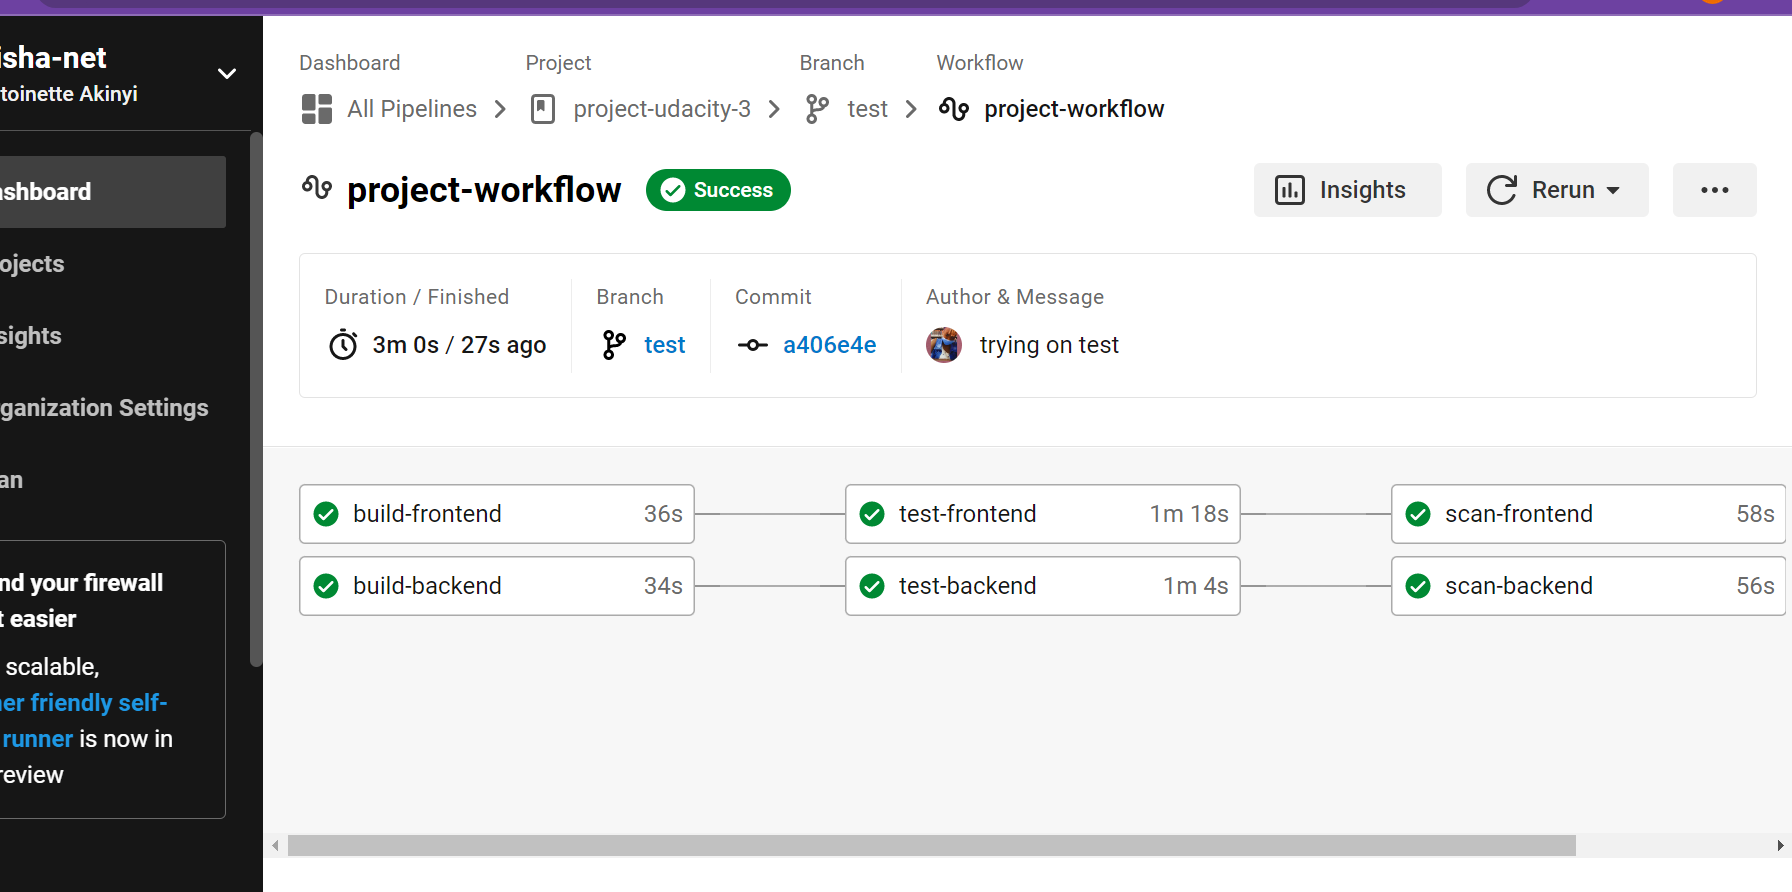 isha-net
toinette Akinyi
ashboard
ojects
sights
ganization Settings
an
nd your firewall
t easier
scalable,
er friendly self-
runner is now in
review
Dashboard Project Branch Workflow
All Pipelines project-udacity-3 test project-workflow
project-workflow Success Insights Rerun
Duration / Finished Branch Commit Author & Message
3m 0s / 27s ago test a406e4e trying on test
build-frontend 36s test-frontend 1m 18s scan-frontend 58s
build-backend 34s test-backend 1m 4s scan-backend 56s